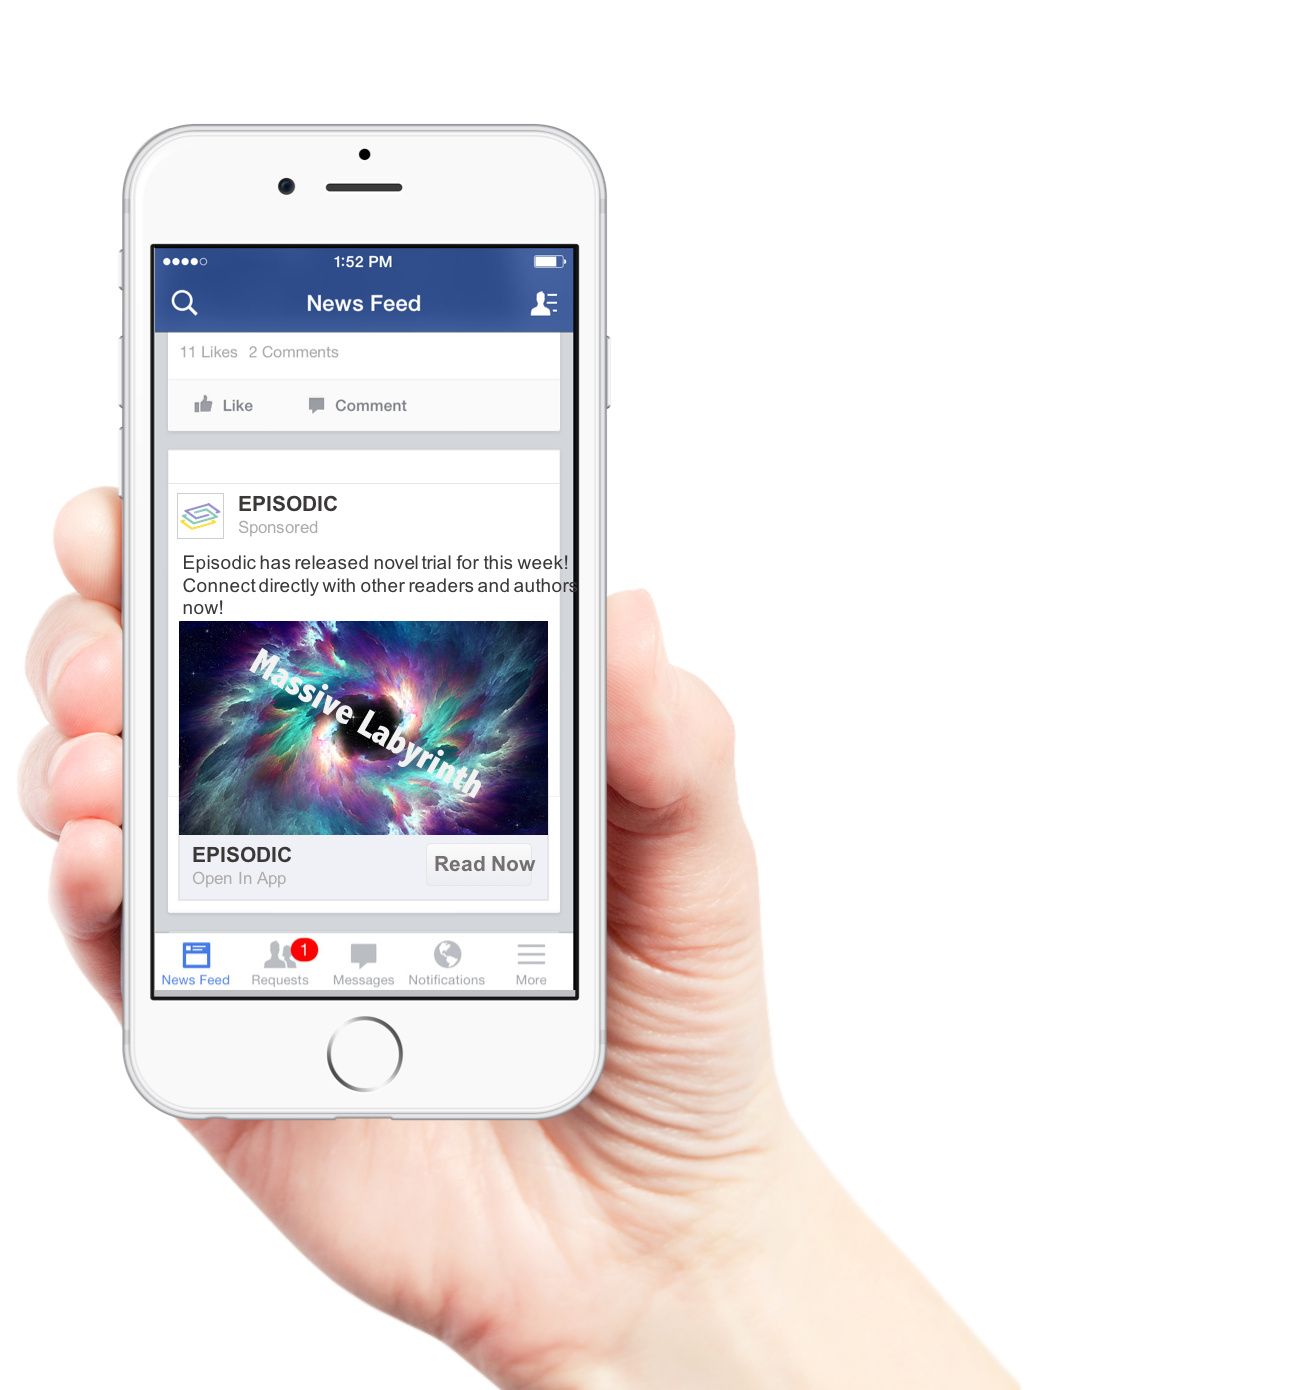 1:52 PM
News Feed
11 Likes 2 Comments
Like Comment
EPISODIC
Sponsored
Episodic has released novel trial for this week!
Connect directly with other readers and authors
now!
Massive Labyrinth
EPISODIC
Open In App
Read Now
1
News Feed Requests Messages Notifications More